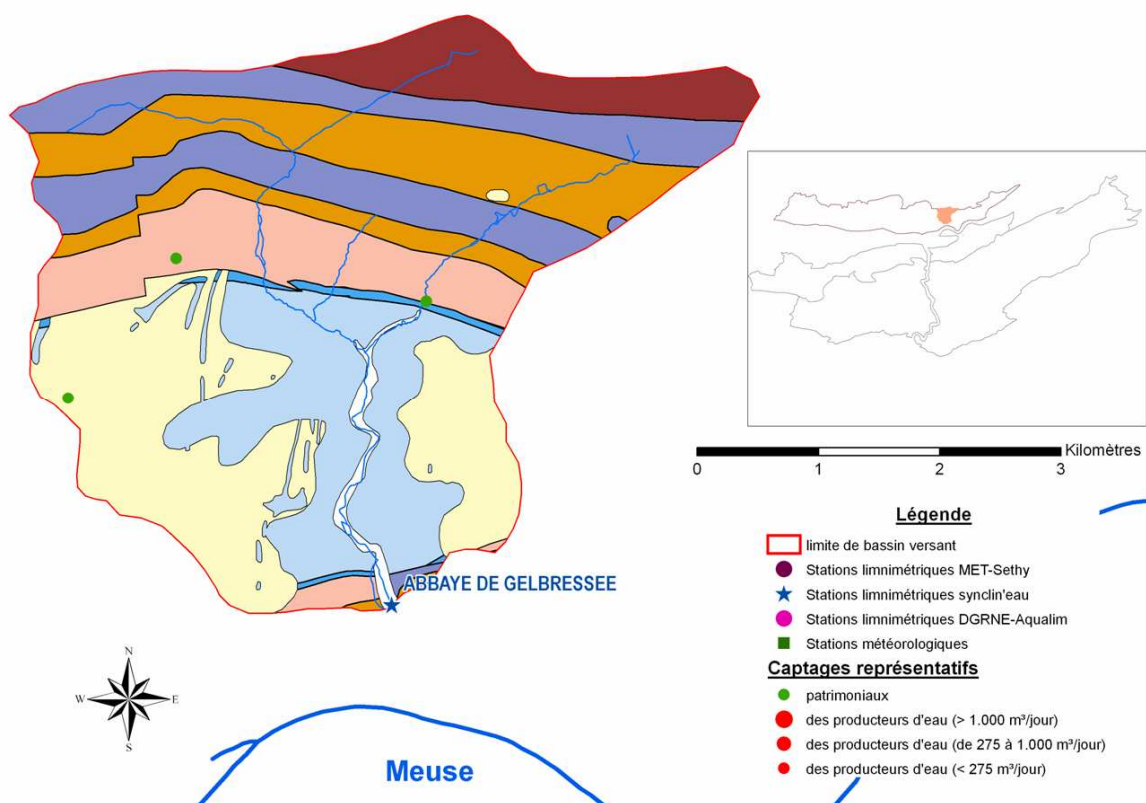 Kilomètres
0 1 2 3
Légende
limite de bassin versant
Stations limnimétriques MET-Sethy
Stations limnimétriques synclin'eau
Stations limnimétriques DGRNE-Aqualim
Stations météorologiques
Captages représentatifs
patrimoniaux
des producteurs d'eau (> 1.000 m³/jour)
des producteurs d'eau (de 275 à 1.000 m³/jour)
des producteurs d'eau (< 275 m³/jour)
ABBAYE DE GELBRESSEE
N
W E
S
Meuse